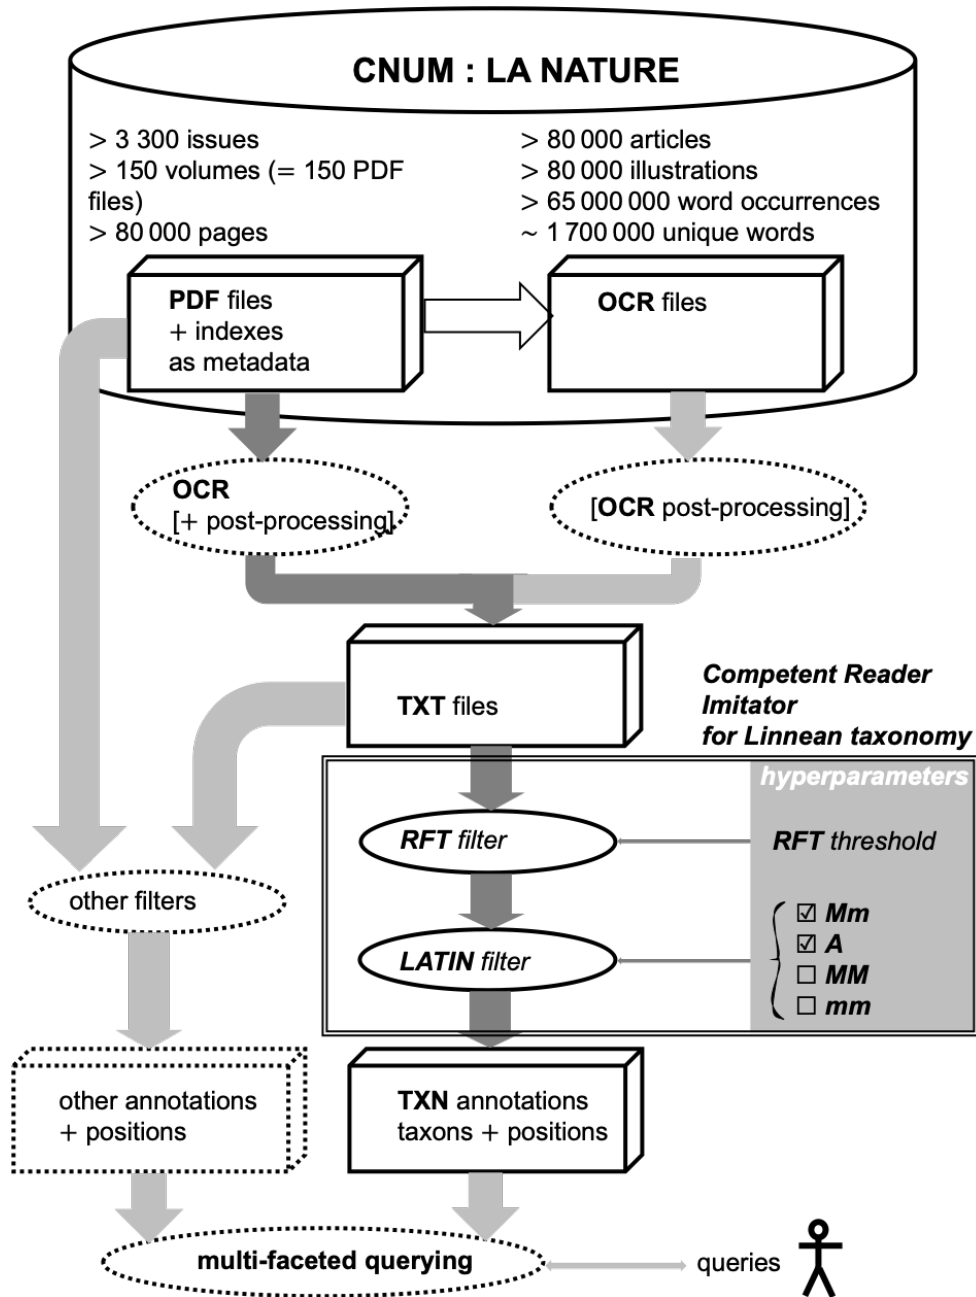 CNUM : LA NATURE
> 3 300 issues
> 150 volumes (= 150 PDF
files)
> 80 000 pages
> 80 000 articles
> 80 000 illustrations
> 65 000 000 word occurrences
~ 1 700 000 unique words
PDF files
+ indexes
as metadata
OCR files
OCR
[+ post-processing]
[OCR post-processing]
TXT files
Competent Reader
Imitator
for Linnean taxonomy
hyperparameters
RFT filter
RFT threshold
other filters
LATIN filter
☑ Mm
☑ A
☐ MM
☐ mm
other annotations
+ positions
TXN annotations
taxons + positions
multi-faceted querying
queries